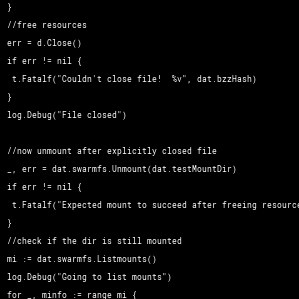 }
//free resources
err = d.Close()
if err != nil {
t.Fatalf("Couldn't close file!  %v", dat.bzzHash)
}
log.Debug("File closed")

//now unmount after explicitly closed file
_, err = dat.swarmfs.Unmount(dat.testMountDir)
if err != nil {
t.Fatalf("Expected mount to succeed after freeing resource
}
//check if the dir is still mounted
mi := dat.swarmfs.Listmounts()
log.Debug("Going to list mounts")
for _, minfo := range mi {